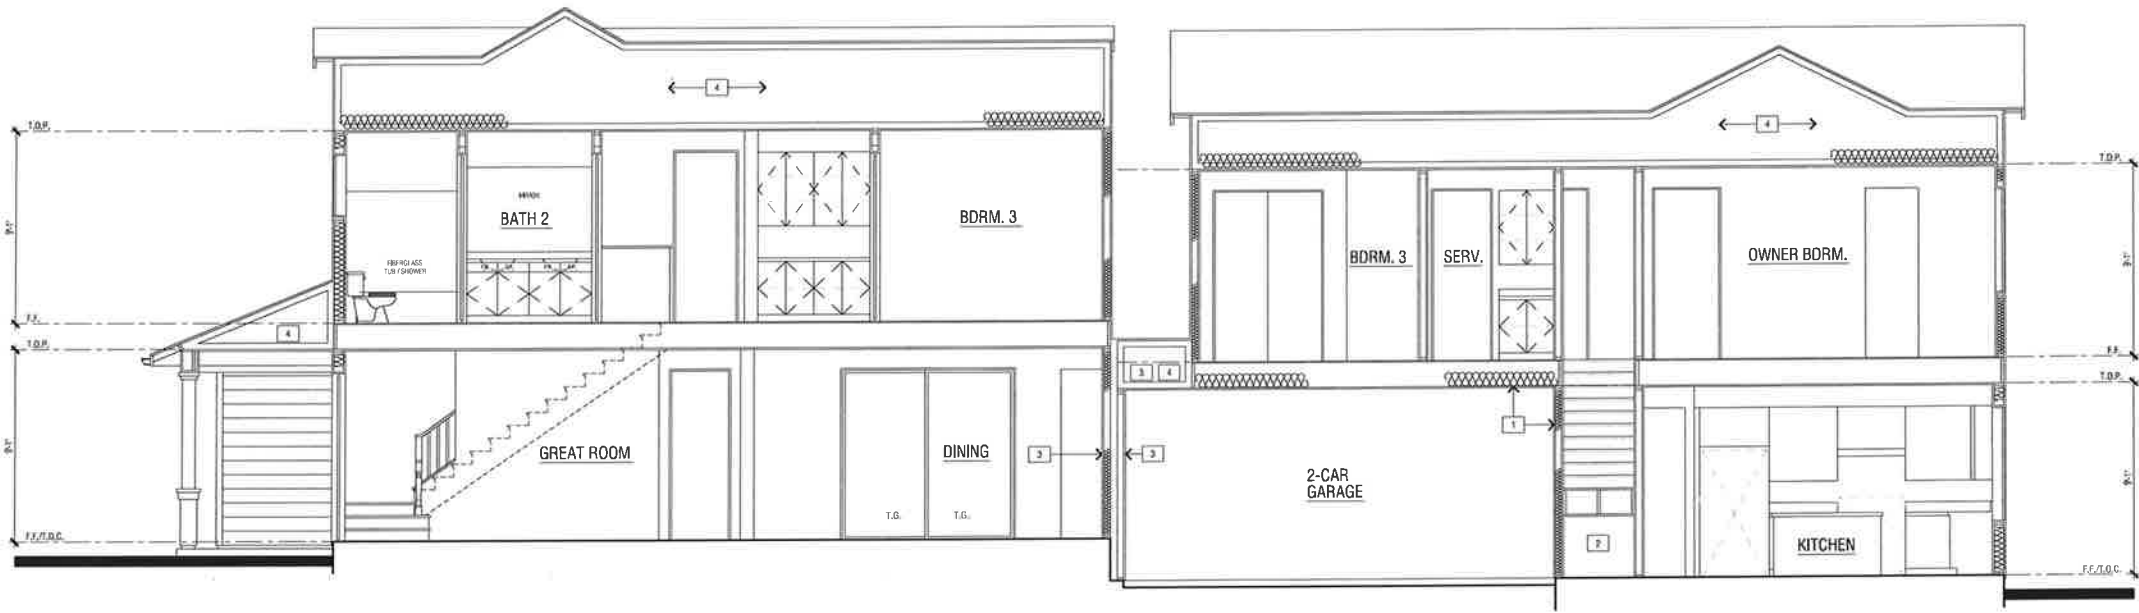 4
4
T.O.P.
T.O.P.
9'-1"
9'-1"
MIRROR
BATH 2
BDRM. 3
BDRM. 3
SERV.
OWNER BDRM.
FIBERGLASS
TUB / SHOWER
F.F.
4
T.O.P.
F.F.
T.O.P.
3
4
1
9'-1"
9'-1"
GREAT ROOM
DINING
3
3
2-CAR
GARAGE
T.G.
T.G.
2
KITCHEN
F.F./T.O.C.
F.F./T.O.C.